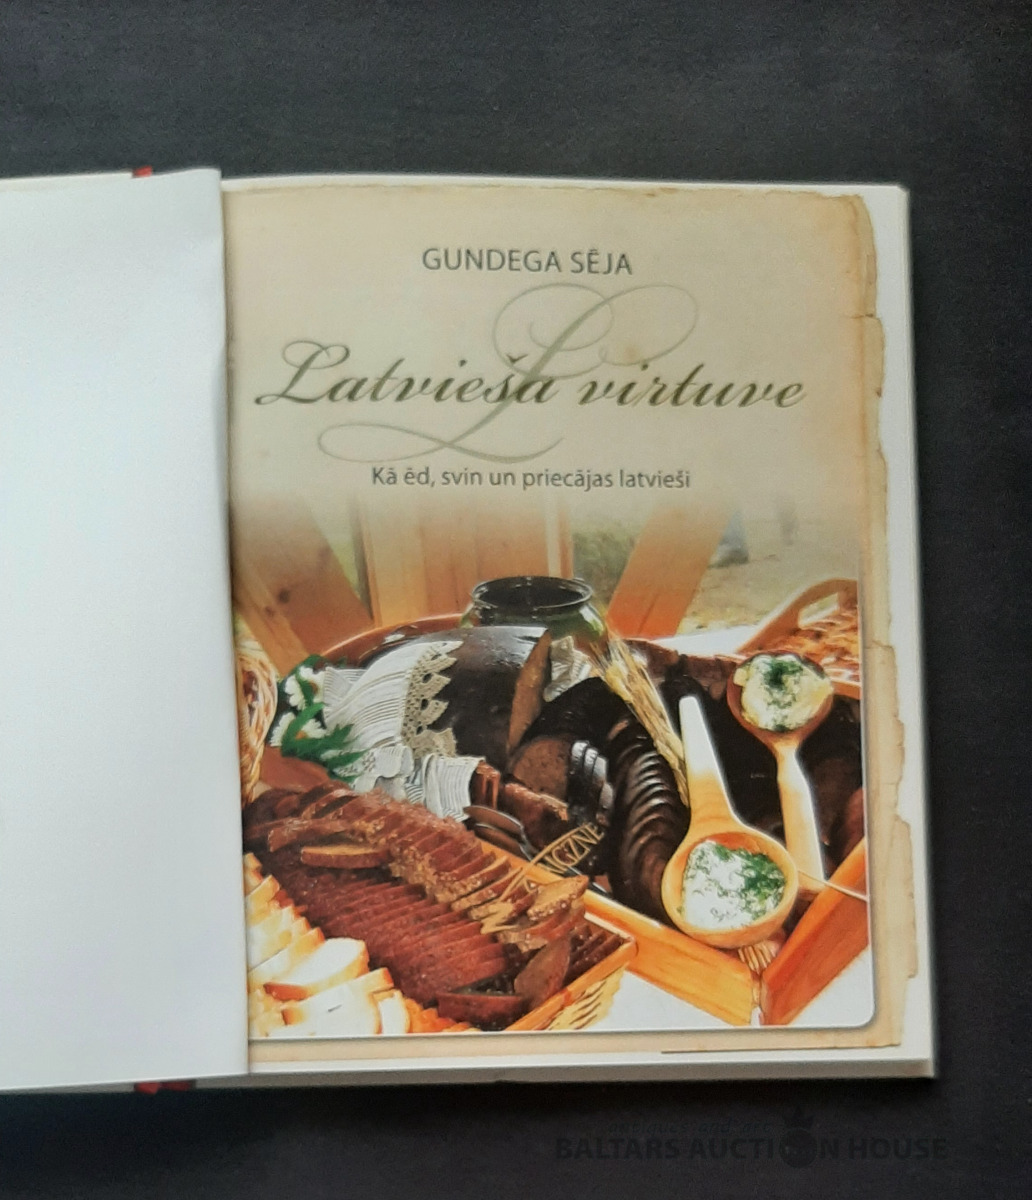 GUNDEGA SĒJA
L
Latvieša virtuve
Kā ēd, svin un priecājas latvieši
BALTARS AUCTION HOUSE